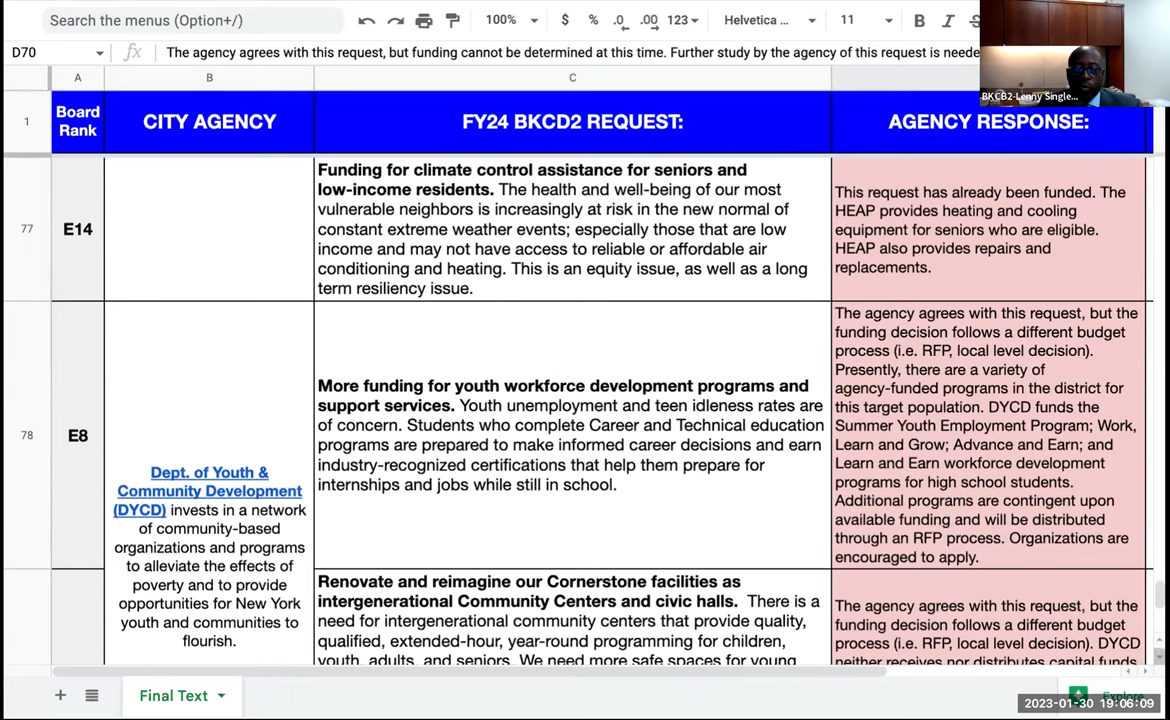 Search the menus (Option+/)
100%
$ % .0 .00 123
Helvetica ...
11
B I S
D70
fx
The agency agrees with this request, but funding cannot be determined at this time. Further study by the agency of this request is neede
BKCB2-Lenny Single...
A B C
1
Board
Rank
CITY AGENCY
FY24 BKCD2 REQUEST:
AGENCY RESPONSE:
77
E14
Funding for climate control assistance for seniors and
low-income residents. The health and well-being of our most
vulnerable neighbors is increasingly at risk in the new normal of
constant extreme weather events; especially those that are low
income and may not have access to reliable or affordable air
conditioning and heating. This is an equity issue, as well as a long
term resiliency issue.
This request has already been funded. The
HEAP provides heating and cooling
equipment for seniors who are eligible.
HEAP also provides repairs and
replacements.
78
E8
Dept. of Youth &
Community Development
(DYCD) invests in a network
of community-based
organizations and programs
to alleviate the effects of
poverty and to provide
opportunities for New York
youth and communities to
flourish.
More funding for youth workforce development programs and
support services. Youth unemployment and teen idleness rates are
of concern. Students who complete Career and Technical education
programs are prepared to make informed career decisions and earn
industry-recognized certifications that help them prepare for
internships and jobs while still in school.
The agency agrees with this request, but the
funding decision follows a different budget
process (i.e. RFP, local level decision).
Presently, there are a variety of
agency-funded programs in the district for
this target population. DYCD funds the
Summer Youth Employment Program; Work,
Learn and Grow; Advance and Earn; and
Learn and Earn workforce development
programs for high school students.
Additional programs are contingent upon
available funding and will be distributed
through an RFP process. Organizations are
encouraged to apply.
Renovate and reimagine our Cornerstone facilities as
intergenerational Community Centers and civic halls. There is a
need for intergenerational community centers that provide quality,
qualified, extended-hour, year-round programming for children,
youth, adults, and seniors. We need more safe spaces for young
The agency agrees with this request, but the
funding decision follows a different budget
process (i.e. RFP, local level decision). DYCD
neither receives nor distributes capital funds
Final Text
Explore
2023-01-30 19:06:09